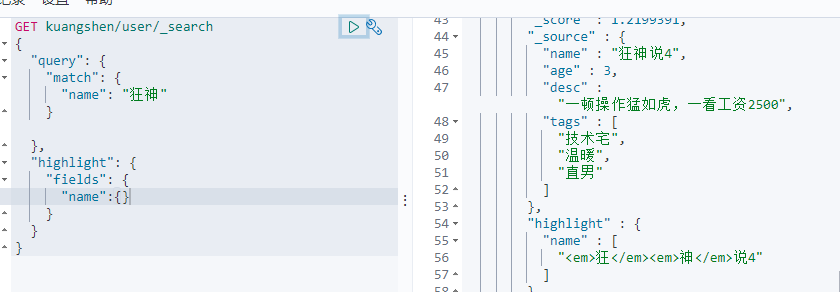 设置 帮助
GET kuangshen/user/_search
{
"query": {
"match": {
"name": "狂神"
}
},
"highlight": {
"fields": {
"name":{}
}
}
}
43 "_score" : 1.2199391,
44 "_source" : {
45 "name" : "狂神说4",
46 "age" : 3,
47 "desc" :
"一顿操作猛如虎，一看工资2500",
48 "tags" : [
49 "技术宅",
50 "温暖",
51 "直男"
52 ]
53 },
54 "highlight" : {
55 "name" : [
56 "<em>狂</em><em>神</em>说4"
57 ]
58 }